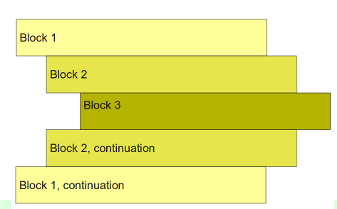 Block 1
Block 2
Block 3
Block 2, continuation
Block 1, continuation